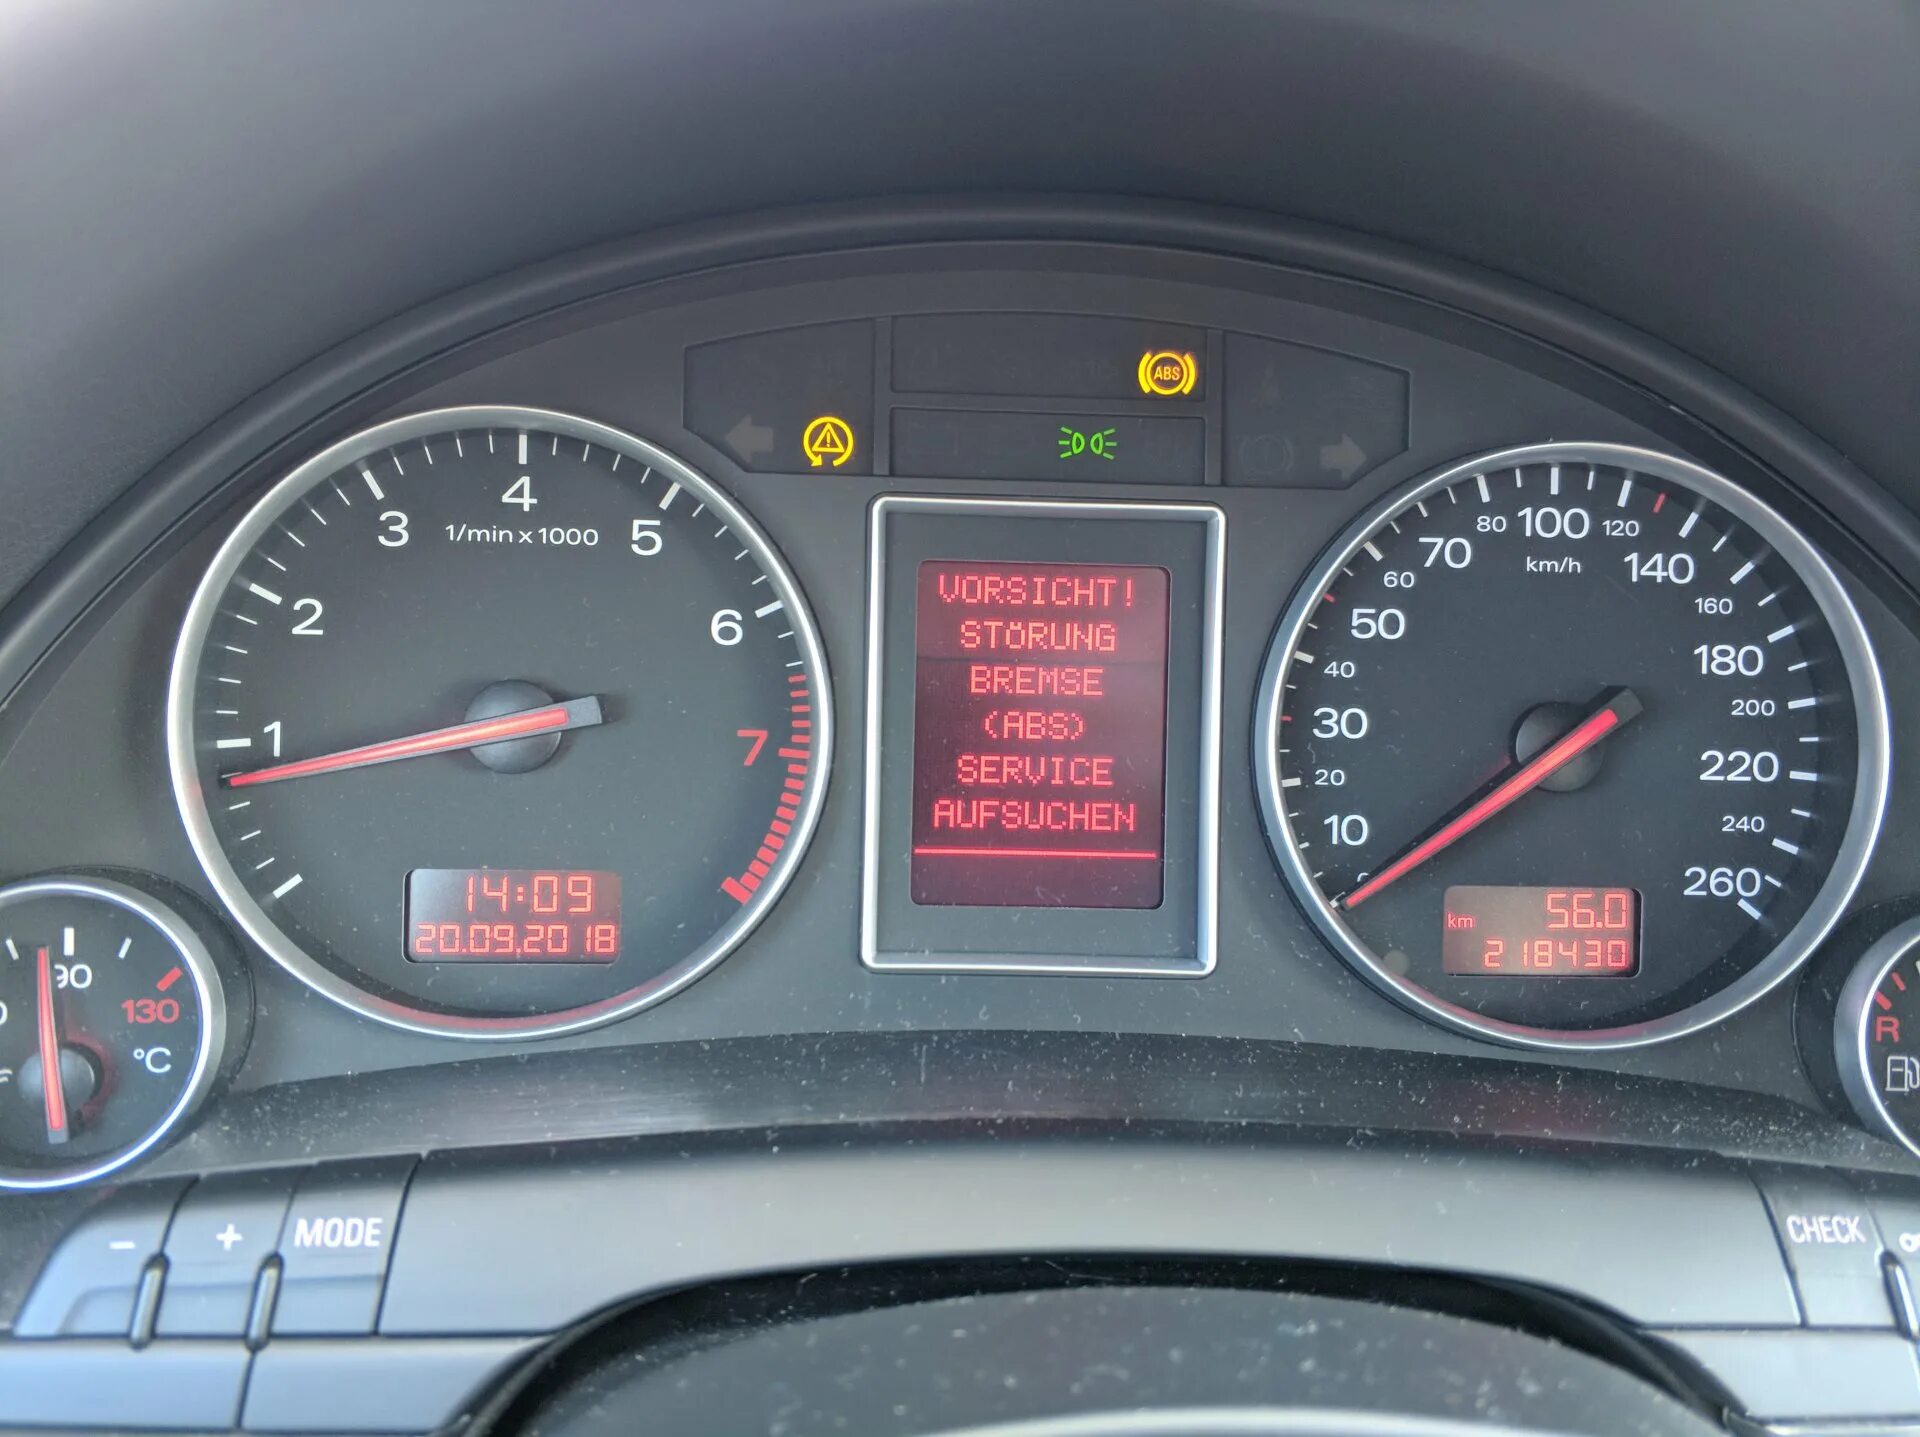 ABS
1
2
3
4
5
6
7
1/min x 1000
14:09
20.09.2018
VORSICHT!
STÖRUNG
BREMSE
(ABS)
SERVICE
AUFSUCHEN
10
20
30
40
50
60
70
80
100
120
140
160
180
200
220
240
260
km/h
km 56.0
218430
90
130
°C
R
- + MODE
CHECK